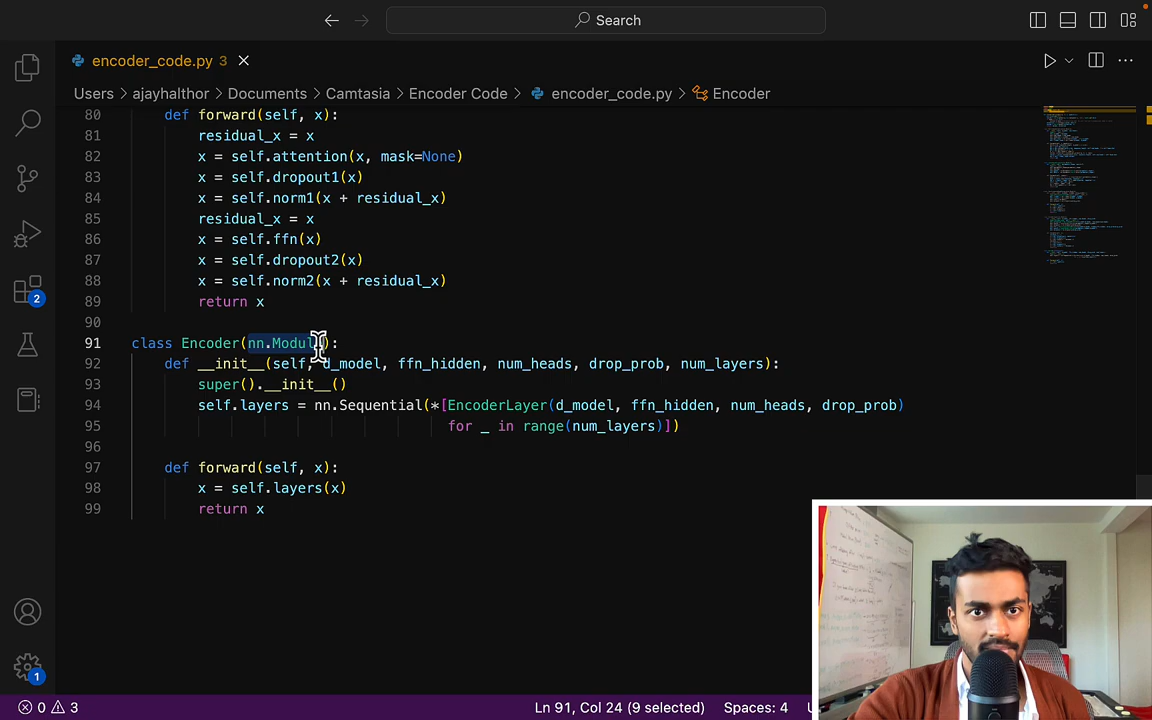 Search
encoder_code.py 3
Users > ajayhalthor > Documents > Camtasia > Encoder Code > encoder_code.py > Encoder
80 def forward(self, x):
81 residual_x = x
82 x = self.attention(x, mask=None)
83 x = self.dropout1(x)
84 x = self.norm1(x + residual_x)
85 residual_x = x
86 x = self.ffn(x)
87 x = self.dropout2(x)
88 x = self.norm2(x + residual_x)
89 return x
90
91 class Encoder(nn.Module):
92 def __init__(self, d_model, ffn_hidden, num_heads, drop_prob, num_layers):
93 super().__init__()
94 self.layers = nn.Sequential(*[EncoderLayer(d_model, ffn_hidden, num_heads, drop_prob)
95 for _ in range(num_layers)])
96
97 def forward(self, x):
98 x = self.layers(x)
99 return x
2
1
0 3
Ln 91, Col 24 (9 selected) Spaces: 4